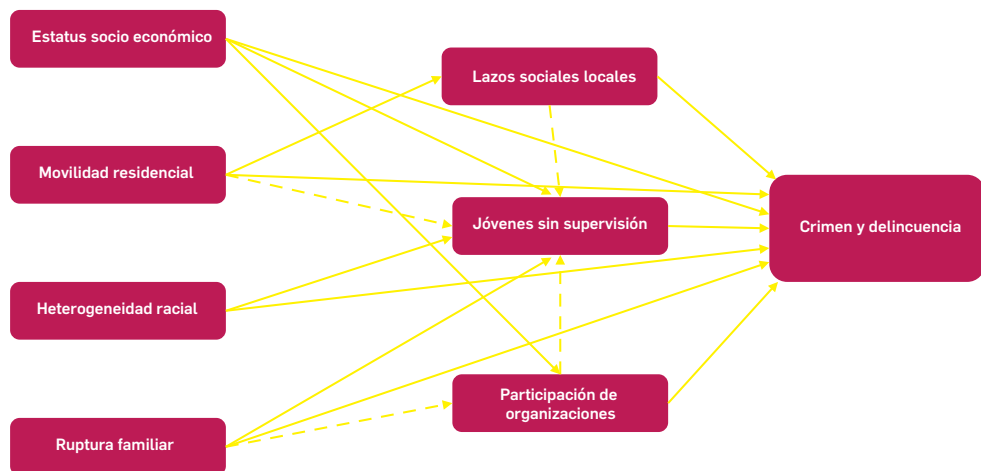 Estatus socio económico
Lazos sociales locales
Movilidad residencial
Jóvenes sin supervisión
Crimen y delincuencia
Heterogeneidad racial
Participación de
organizaciones
Ruptura familiar